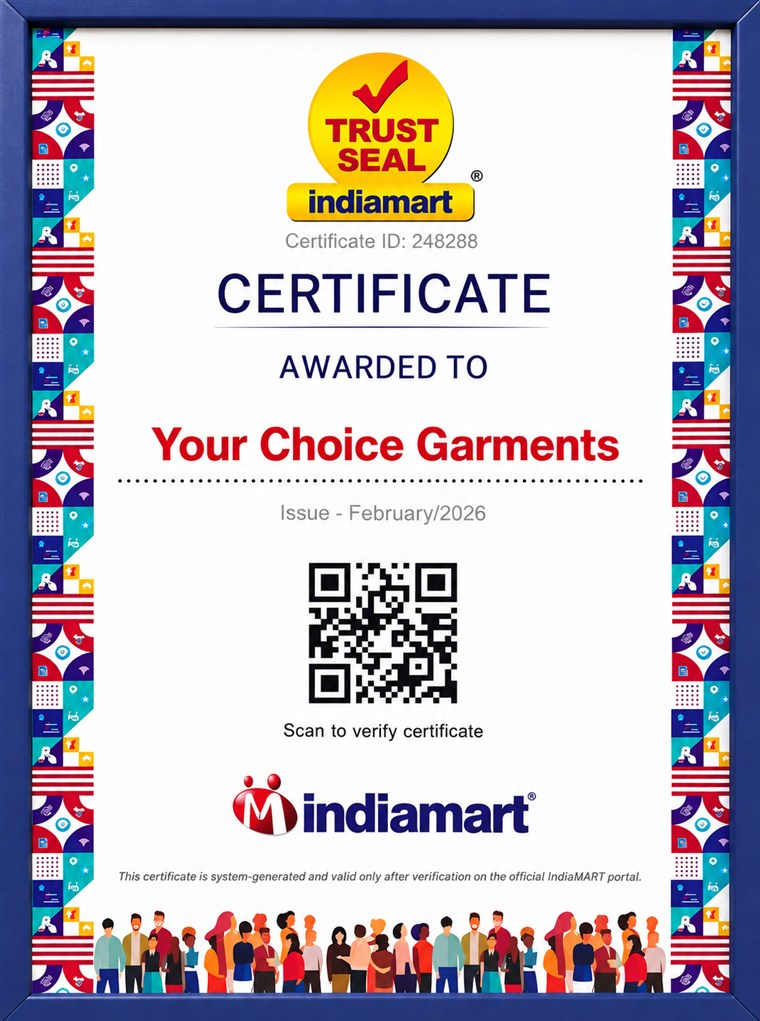 TRUST
SEAL
indiamart
®
Certificate ID: 248288
CERTIFICATE
AWARDED TO
Your Choice Garments
Issue - February/2026
Scan to verify certificate
M indiamart®
This certificate is system-generated and valid only after verification on the official IndiaMART portal.